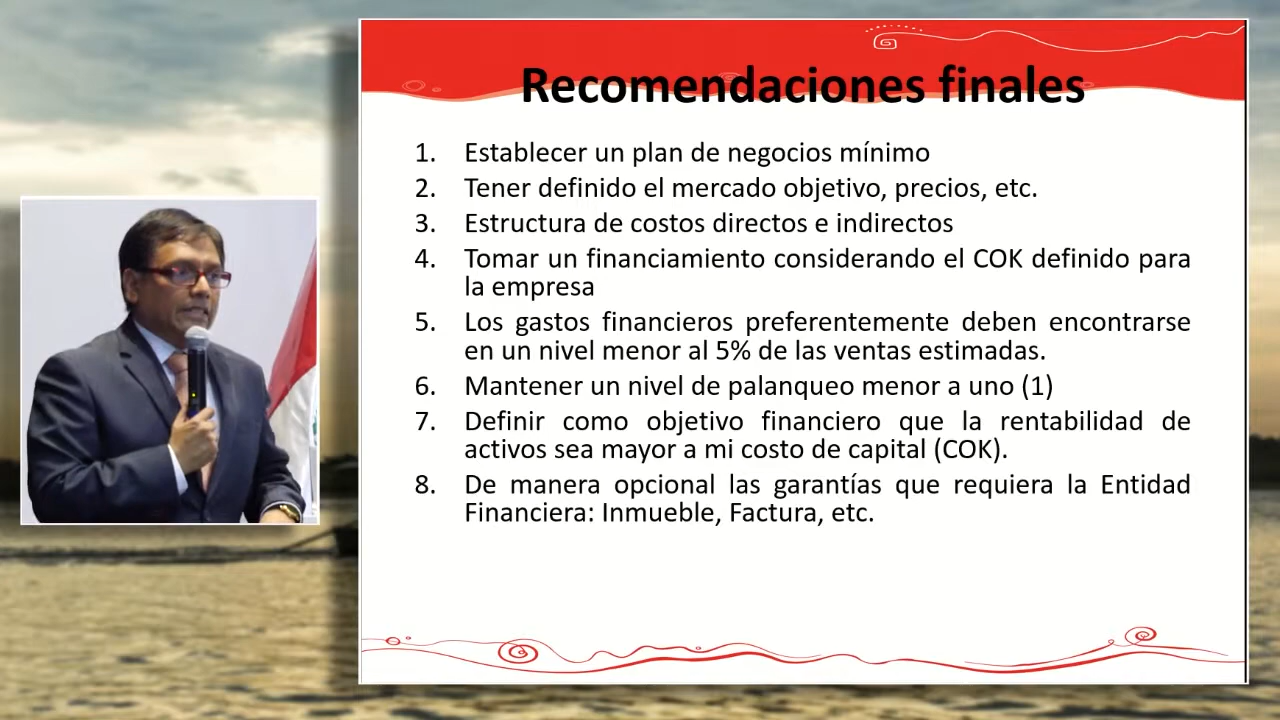 Recomendaciones finales
1. Establecer un plan de negocios mínimo
2. Tener definido el mercado objetivo, precios, etc.
3. Estructura de costos directos e indirectos
4. Tomar un financiamiento considerando el COK definido para
la empresa
5. Los gastos financieros preferentemente deben encontrarse
en un nivel menor al 5% de las ventas estimadas.
6. Mantener un nivel de palanqueo menor a uno (1)
7. Definir como objetivo financiero que la rentabilidad de
activos sea mayor a mi costo de capital (COK).
8. De manera opcional las garantías que requiera la Entidad
Financiera: Inmueble, Factura, etc.